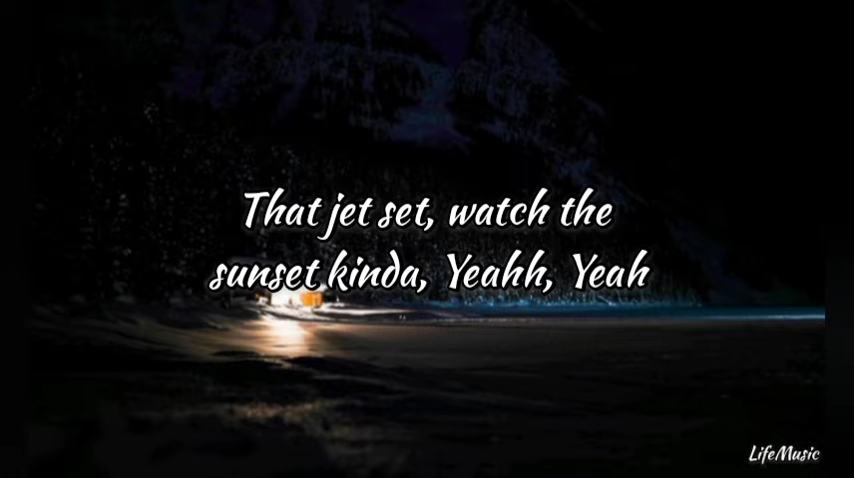 That jet set, watch the
sunset kinda, Yeahh, Yeah
LifeMusic